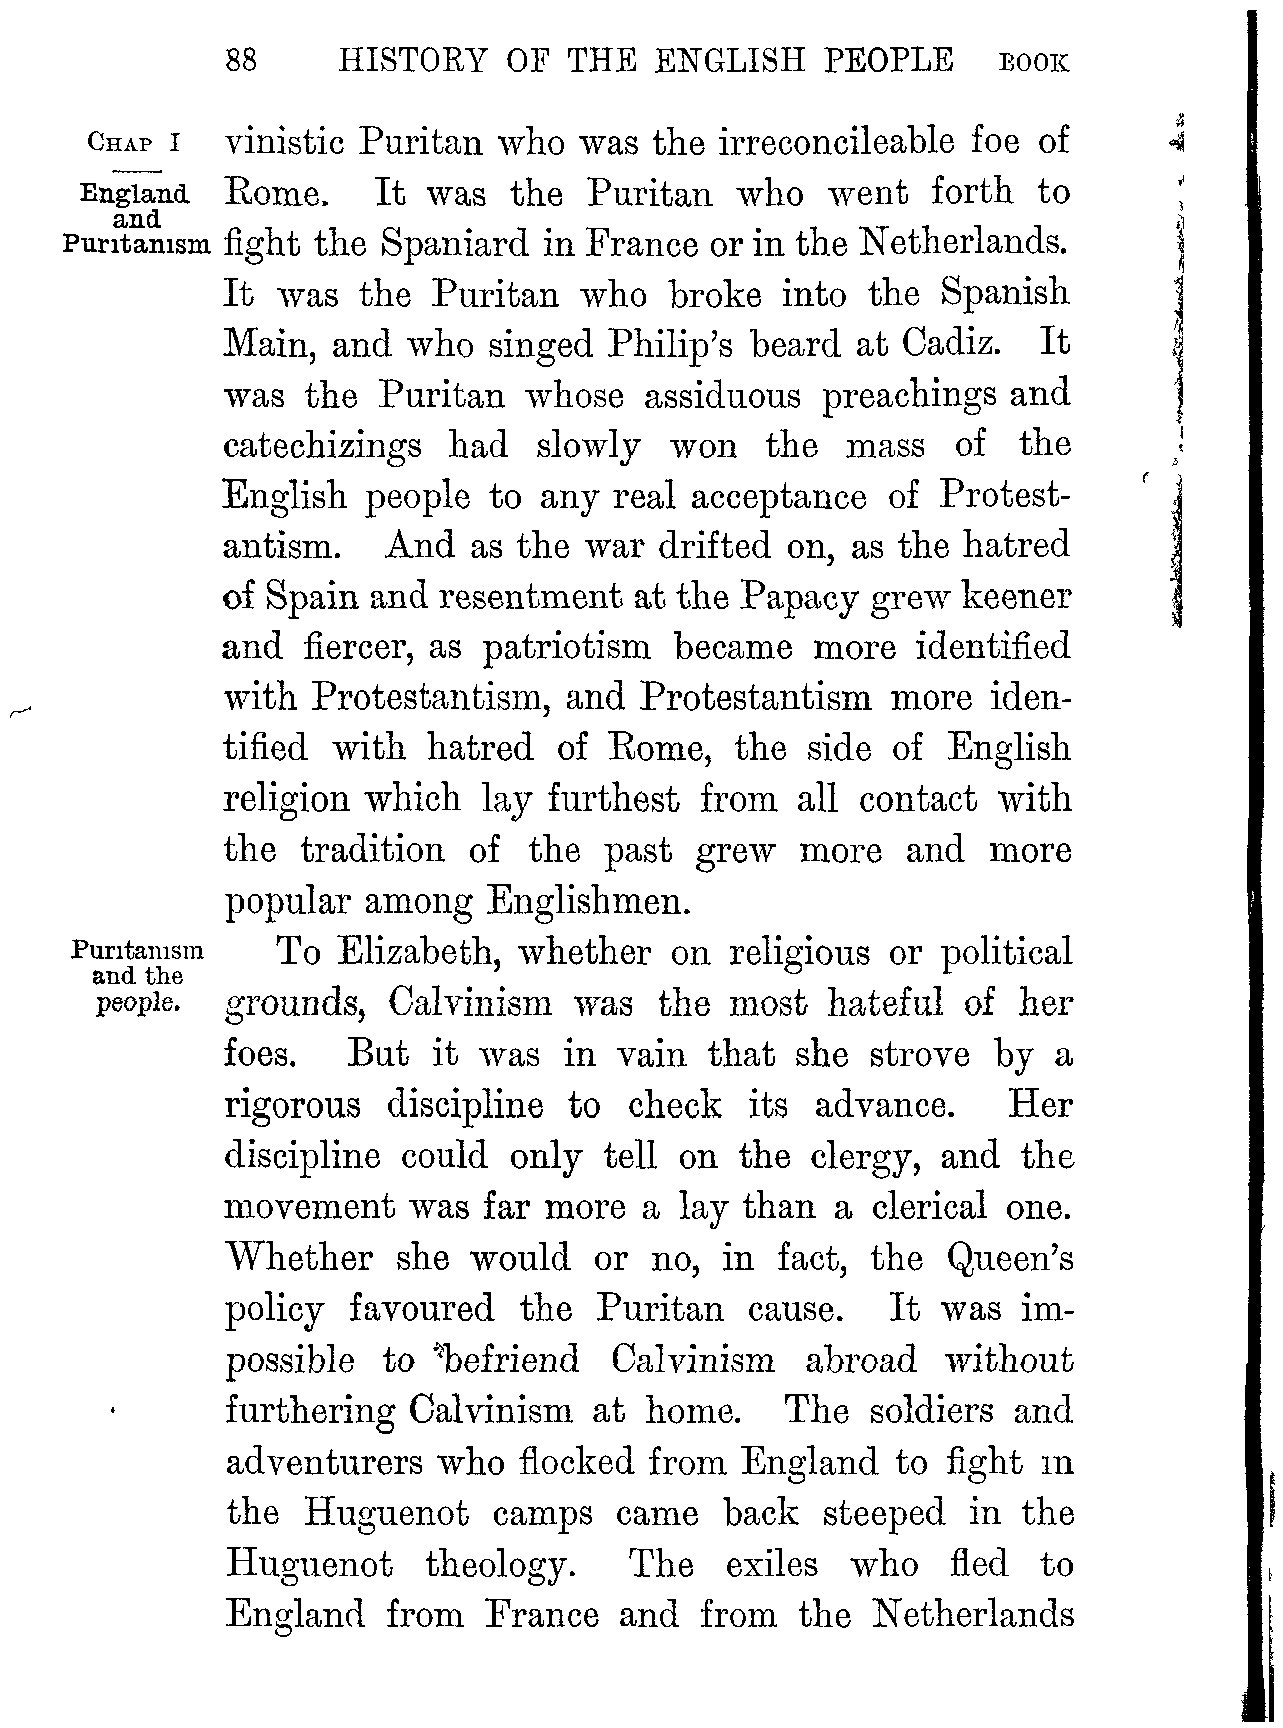 88 HISTORY OF THE ENGLISH PEOPLE BOOK
CHAP I
England
and
Puritanism
vinistic Puritan who was the irreconcileable foe of
Rome. It was the Puritan who went forth to
fight the Spaniard in France or in the Netherlands.
It was the Puritan who broke into the Spanish
Main, and who singed Philip's beard at Cadiz. It
was the Puritan whose assiduous preachings and
catechizings had slowly won the mass of the
English people to any real acceptance of Protest-
antism. And as the war drifted on, as the hatred
of Spain and resentment at the Papacy grew keener
and fiercer, as patriotism became more identified
with Protestantism, and Protestantism more iden-
tified with hatred of Rome, the side of English
religion which lay furthest from all contact with
the tradition of the past grew more and more
popular among Englishmen.
Puritanism
and the
people.
To Elizabeth, whether on religious or political
grounds, Calvinism was the most hateful of her
foes. But it was in vain that she strove by a
rigorous discipline to check its advance. Her
discipline could only tell on the clergy, and the
movement was far more a lay than a clerical one.
Whether she would or no, in fact, the Queen's
policy favoured the Puritan cause. It was im-
possible to befriend Calvinism abroad without
furthering Calvinism at home. The soldiers and
adventurers who flocked from England to fight in
the Huguenot camps came back steeped in the
Huguenot theology. The exiles who fled to
England from France and from the Netherlands